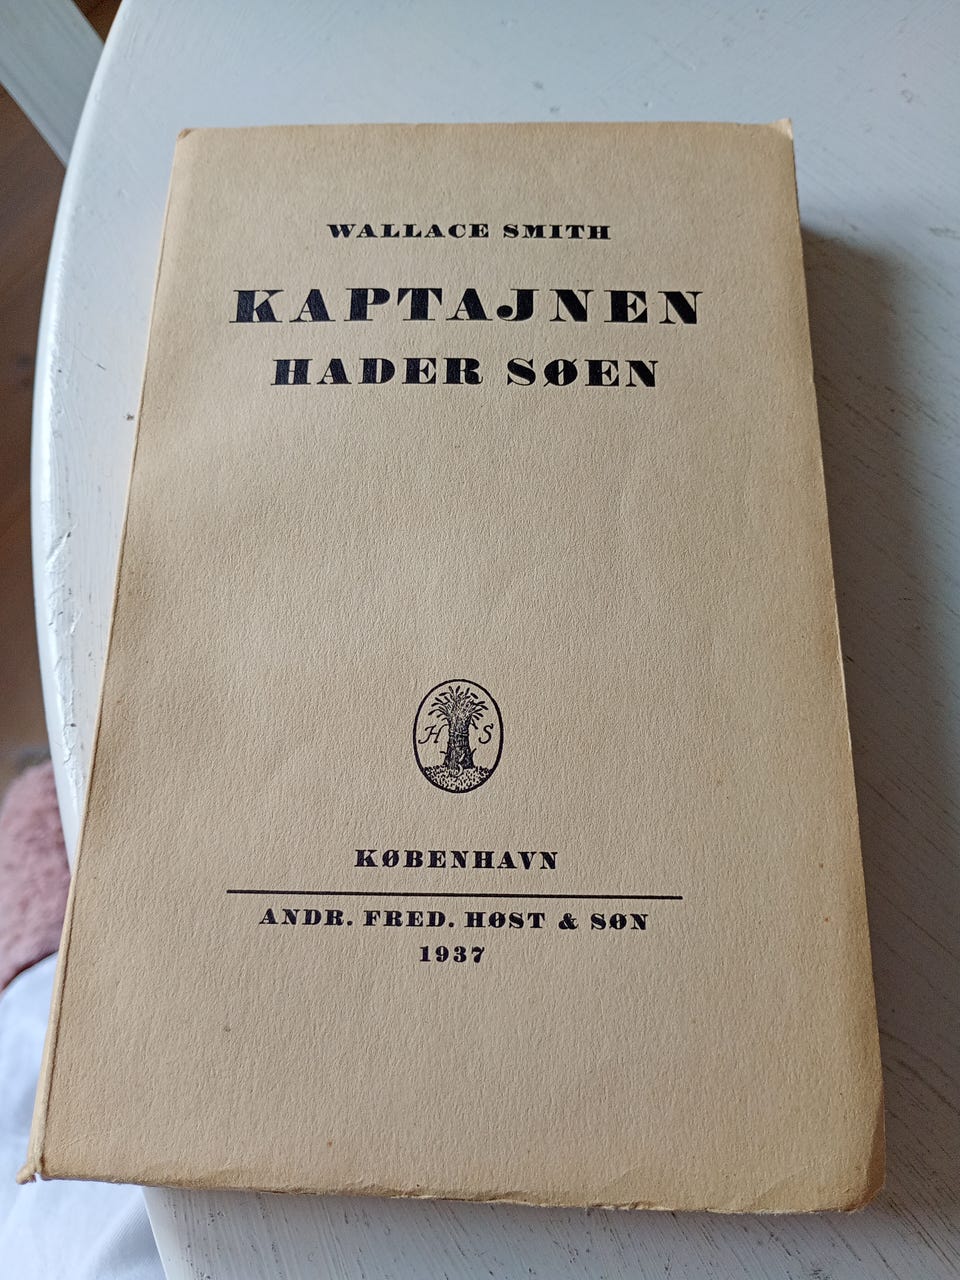 WALLACE SMITH
KAPTAJNEN
HADER SØEN
H S
KØBENHAVN
ANDR. FRED. HØST & SØN
1937